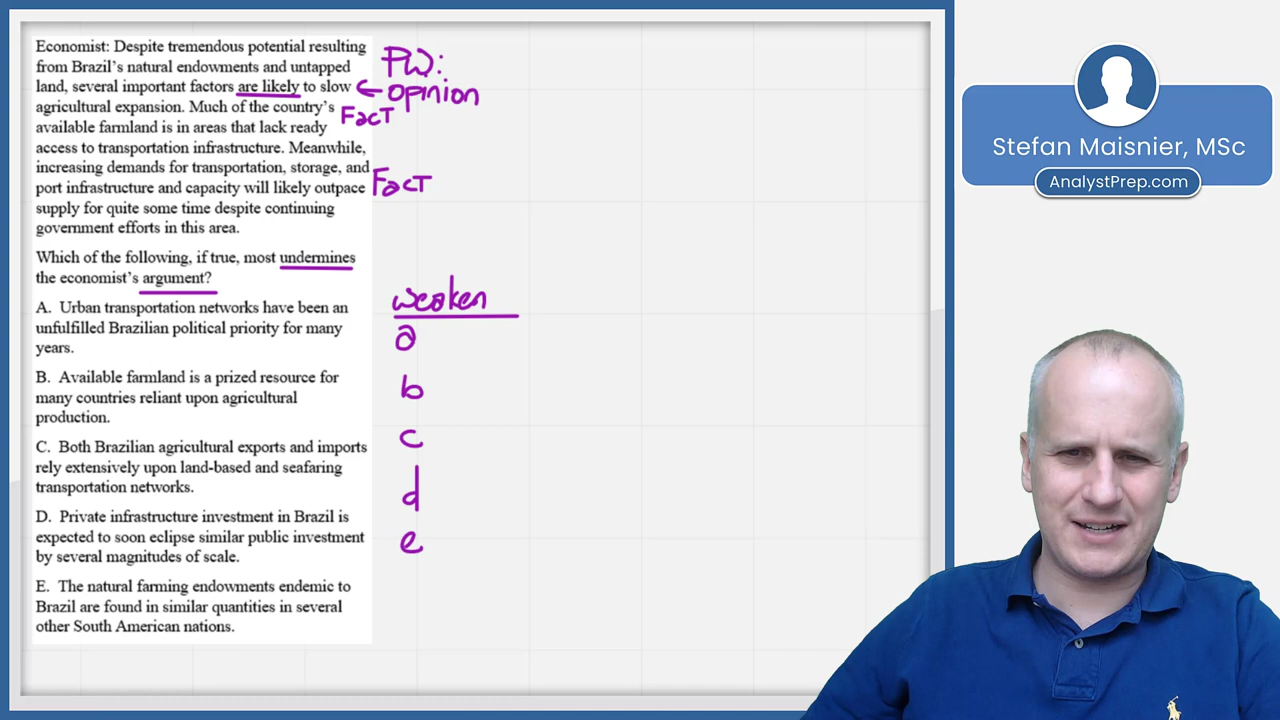 Economist: Despite tremendous potential resulting
from Brazil's natural endowments and untapped
land, several important factors are likely to slow
agricultural expansion. Much of the country's
available farmland is in areas that lack ready
access to transportation infrastructure. Meanwhile,
increasing demands for transportation, storage, and
port infrastructure and capacity will likely outpace
supply for quite some time despite continuing
government efforts in this area.
Which of the following, if true, most undermines
the economist's argument?
A. Urban transportation networks have been an
unfulfilled Brazilian political priority for many
years.
B. Available farmland is a prized resource for
many countries reliant upon agricultural
production.
C. Both Brazilian agricultural exports and imports
rely extensively upon land-based and seafaring
transportation networks.
D. Private infrastructure investment in Brazil is
expected to soon eclipse similar public investment
by several magnitudes of scale.
E. The natural farming endowments endemic to
Brazil are found in similar quantities in several
other South American nations.
PW:
opinion
Fact
Fact
weaken
a
b
c
d
e
Stefan Maisnier, MSc
AnalystPrep.com